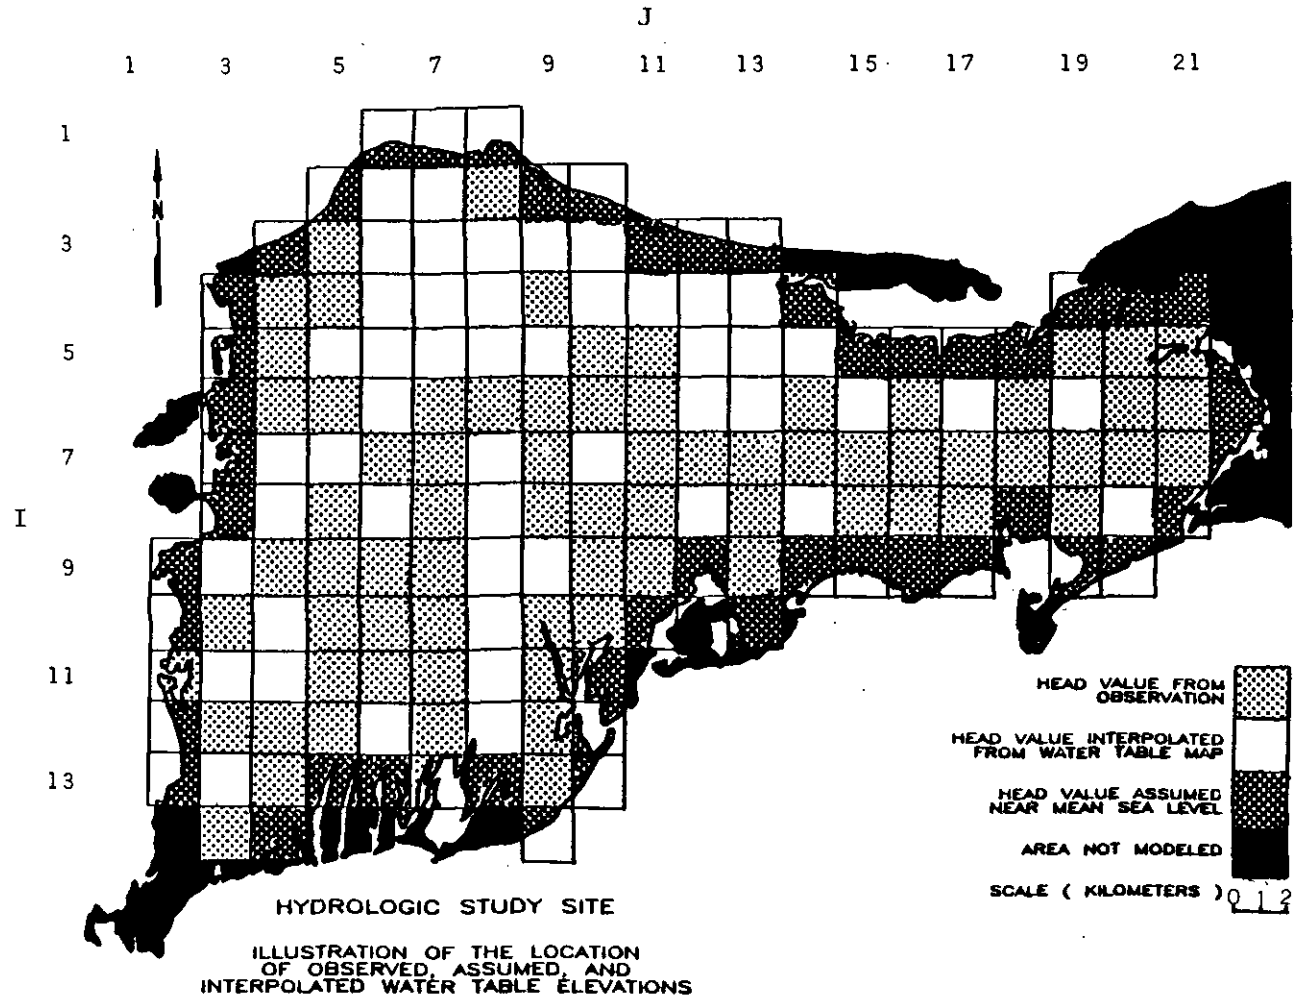 J
1 3 5 7 9 11 13 15 17 19 21
1
N
3
5
7
I
9
11
13
HEAD VALUE FROM
OBSERVATION
HEAD VALUE INTERPOLATED
FROM WATER TABLE MAP
HEAD VALUE ASSUMED
NEAR MEAN SEA LEVEL
AREA NOT MODELED
SCALE ( KILOMETERS ) 0 1 2
HYDROLOGIC STUDY SITE
ILLUSTRATION OF THE LOCATION
OF OBSERVED, ASSUMED, AND
INTERPOLATED WATER TABLE ELEVATIONS